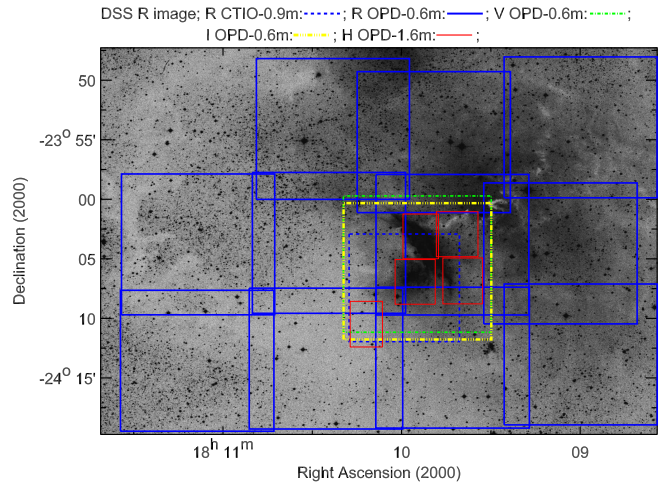 DSS R image; R CTIO-0.9m: ; R OPD-0.6m: ; V OPD-0.6m: ;
I OPD-0.6m: ; H OPD-1.6m: ;
50
-23° 55'
00
05
10
-24° 15'
Declination (2000)
18ʰ 11ᵐ 10 09
Right Ascension (2000)